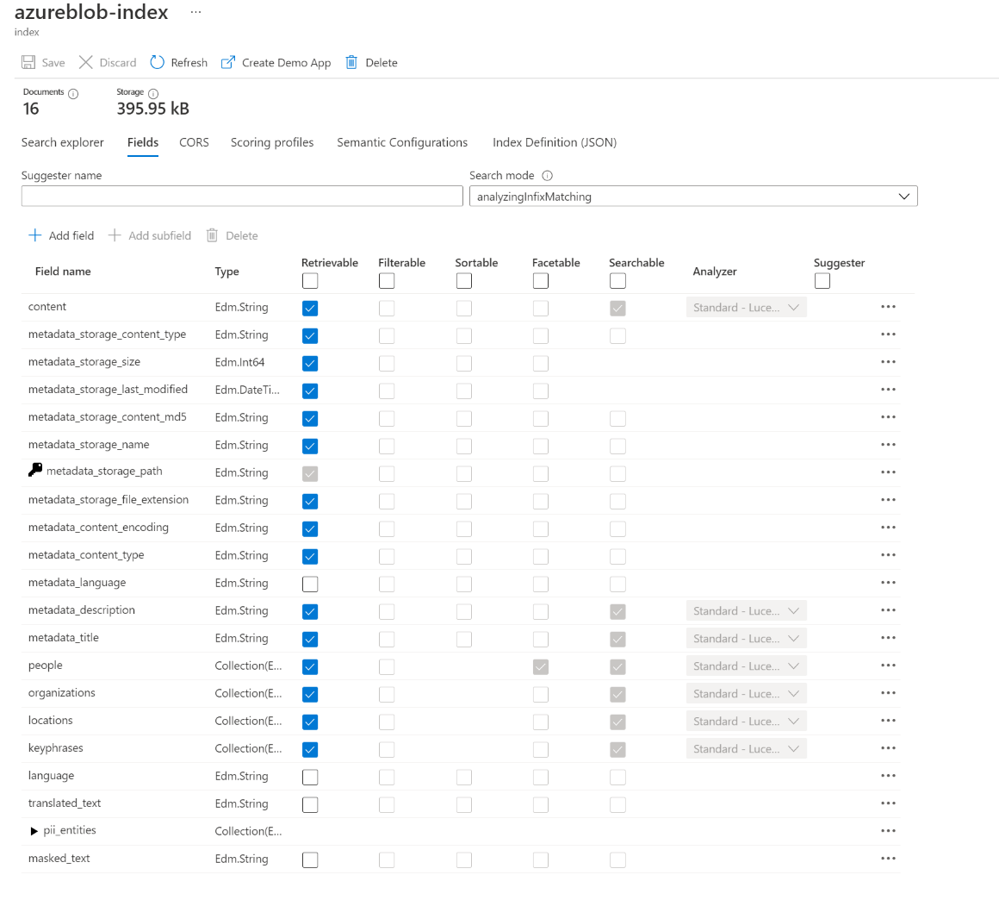 azureblob-index ...
index
Save Discard Refresh Create Demo App Delete
Documents Storage
16 395.95 kB
Search explorer Fields CORS Scoring profiles Semantic Configurations Index Definition (JSON)
Suggester name Search mode
analyzingInfixMatching
Add field Add subfield Delete
Field name Type Retrievable Filterable Sortable Facetable Searchable Analyzer Suggester
content Edm.String Standard - Luce...
metadata_storage_content_type Edm.String
metadata_storage_size Edm.Int64
metadata_storage_last_modified Edm.DateTi...
metadata_storage_content_md5 Edm.String
metadata_storage_name Edm.String
metadata_storage_path Edm.String
metadata_storage_file_extension Edm.String
metadata_content_encoding Edm.String
metadata_content_type Edm.String
metadata_language Edm.String
metadata_description Edm.String Standard - Luce...
metadata_title Edm.String Standard - Luce...
people Collection(E... Standard - Luce...
organizations Collection(E... Standard - Luce...
locations Collection(E... Standard - Luce...
keyphrases Collection(E... Standard - Luce...
language Edm.String
translated_text Edm.String
pii_entities Collection(E...
masked_text Edm.String